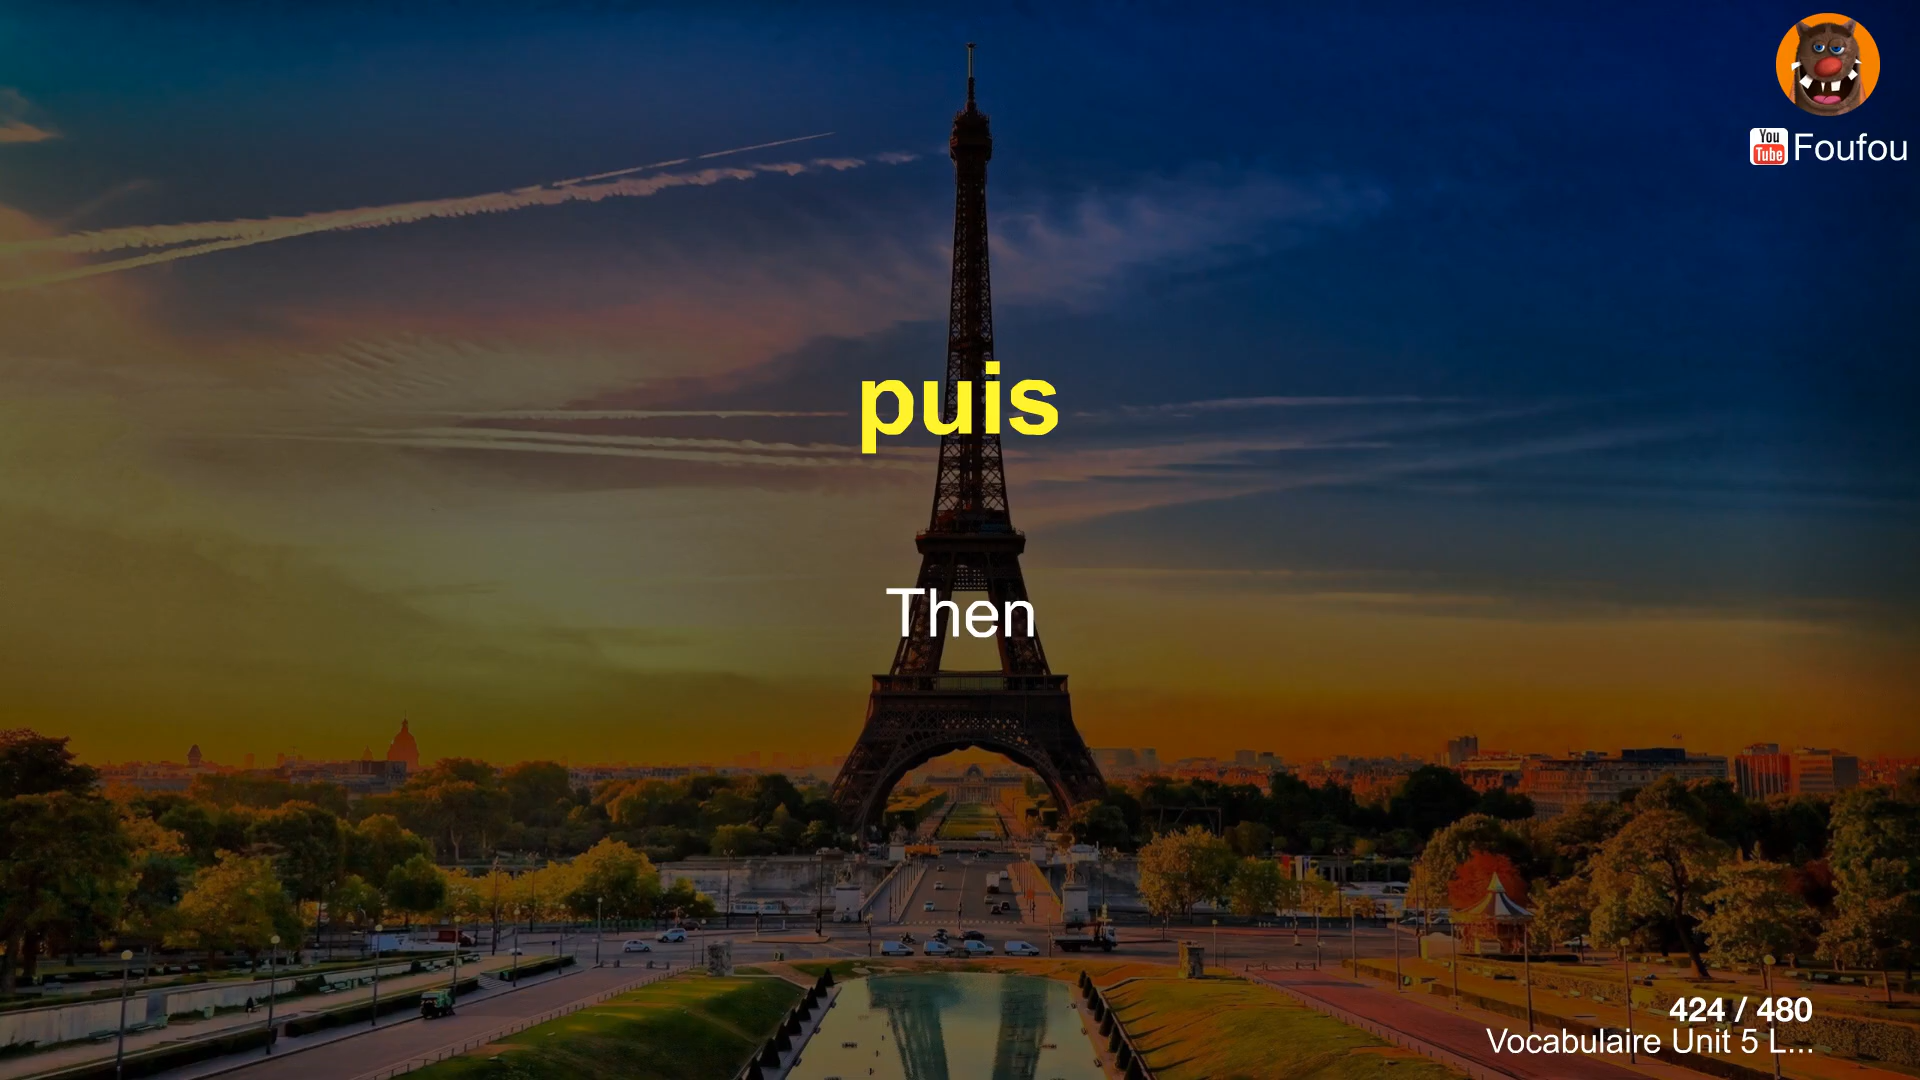 You
Tube Foufou
puis
Then
424 / 480
Vocabulaire Unit 5 L...